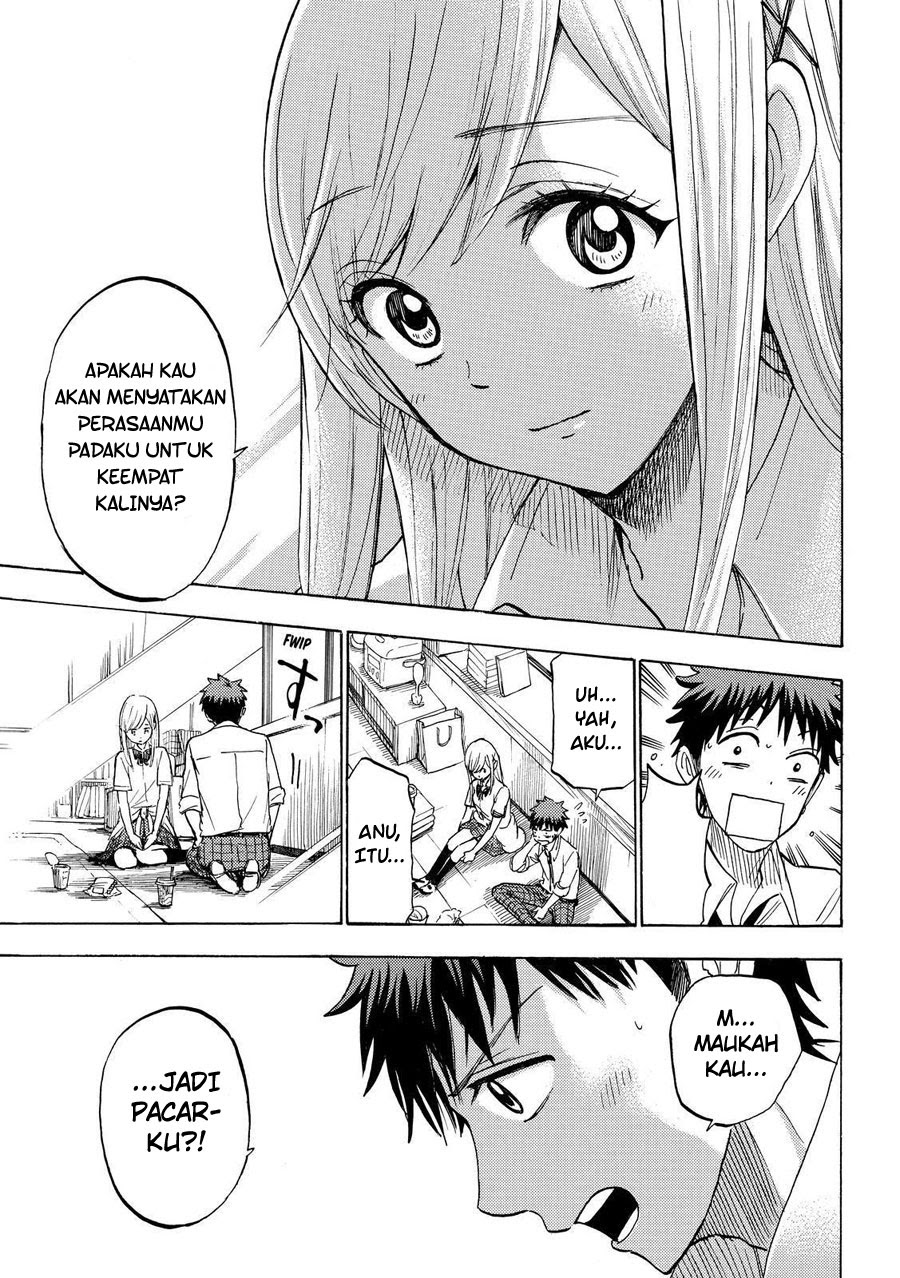 APAKAH KAU
AKAN MENYATAKAN
PERASAANMU
PADAKU UNTUK
KEEMPAT
KALINYA?
UH...
YAH,
AKU...
ANU,
ITU...
FWIP
すっ
M...
MAUKAH
KAU...
...JADI
PACAR-
KU?!